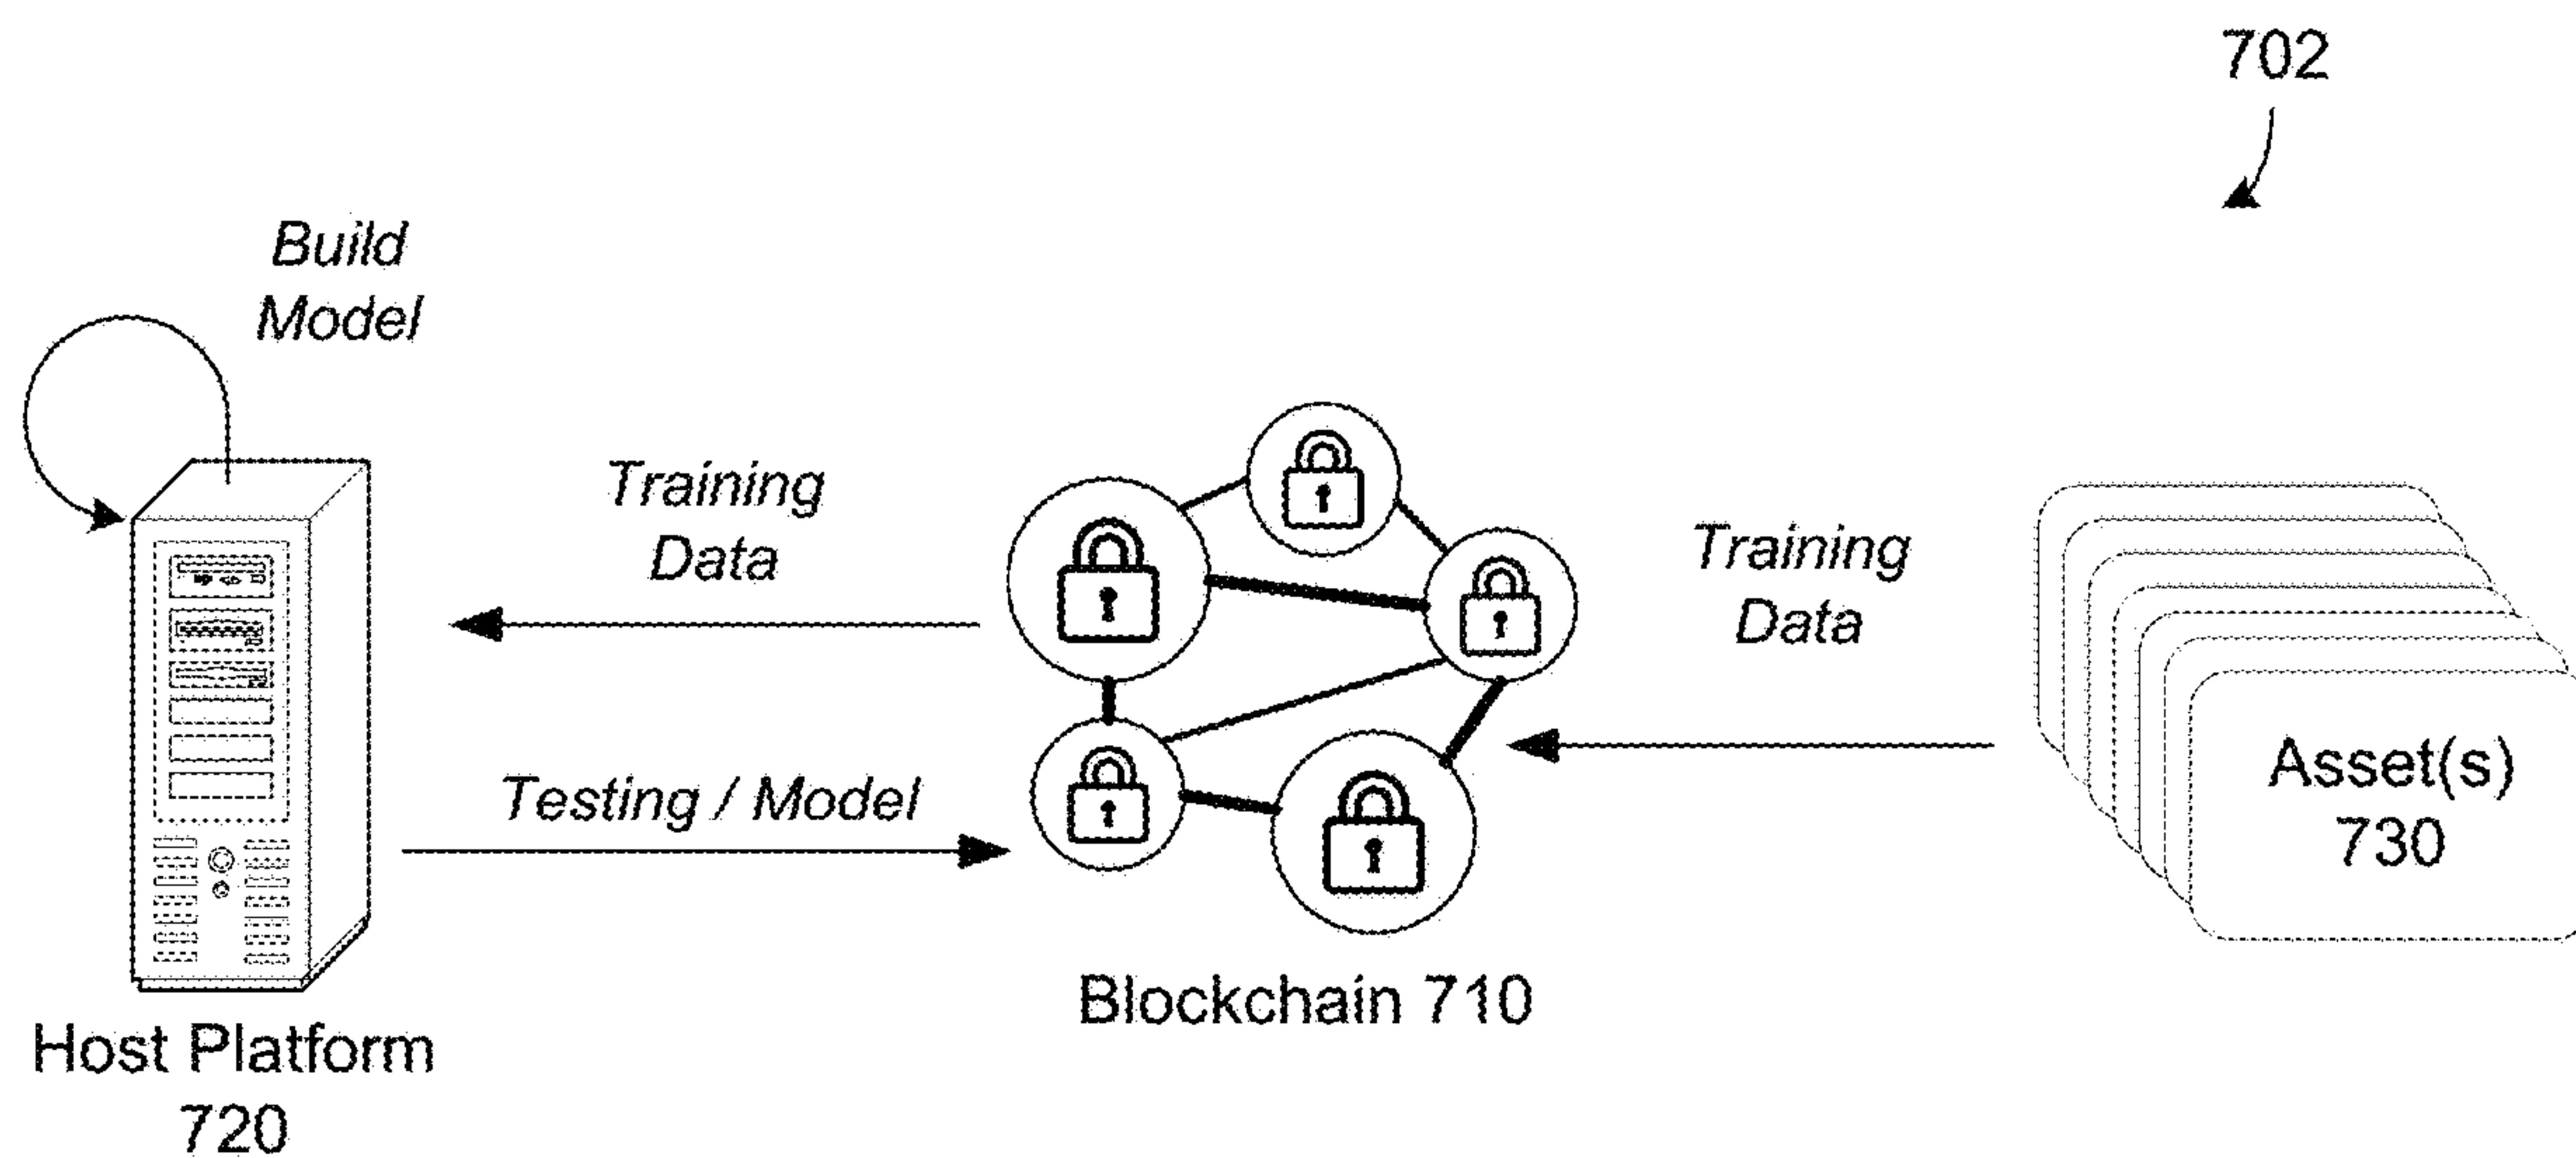 702
Build
Model
Training
Data
Training
Data
Testing / Model
Asset(s)
730
Blockchain 710
Host Platform
720